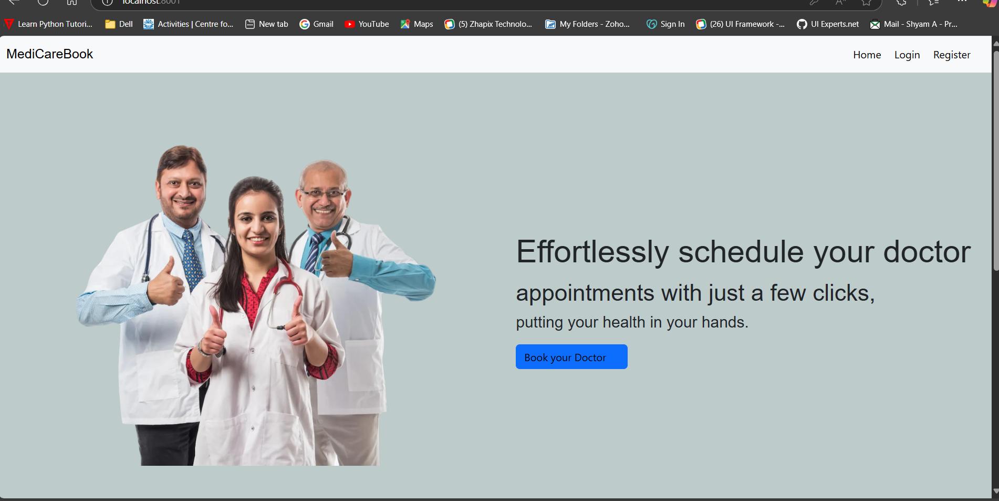 localhost:8001
Learn Python Tutori... Dell Activities | Centre fo... New tab Gmail YouTube Maps (5) Zhapix Technolo... My Folders - Zoho... Sign In (26) UI Framework -... UI Experts.net Mail - Shyam A - Pr...
MediCareBook Home Login Register
Effortlessly schedule your doctor
appointments with just a few clicks,
putting your health in your hands.
Book your Doctor